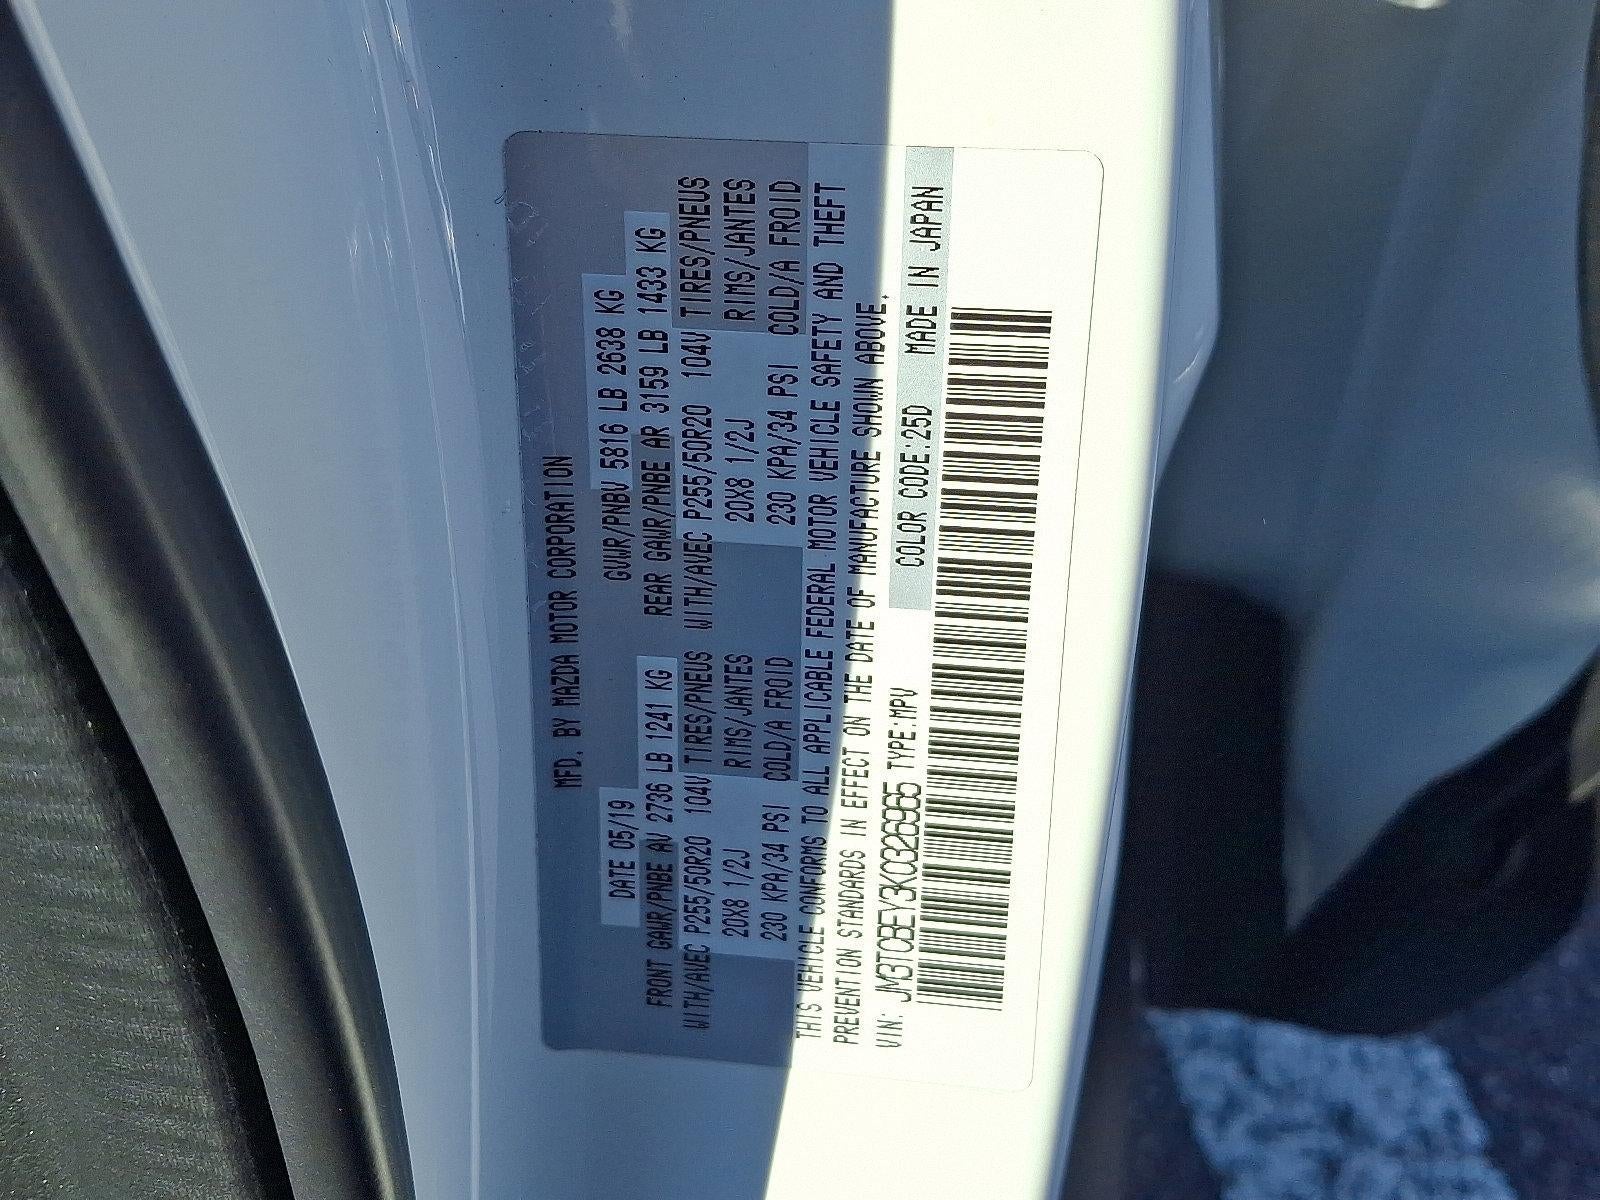 MFD. BY MAZDA MOTOR CORPORATION
DATE 05/19 GVWR/PNBV 5816 LB 2638 KG
FRONT GAWR/PNBE AV 2736 LB 1241 KG REAR GAWR/PNBE AR 3159 LB 1433 KG
WITH/AVEC P255/50R20 104V TIRES/PNEUS WITH/AVEC P255/50R20 104V TIRES/PNEUS
20X8 1/2J RIMS/JANTES 20X8 1/2J RIMS/JANTES
230 KPA/34 PSI COLD/A FROID 230 KPA/34 PSI COLD/A FROID
THIS VEHICLE CONFORMS TO ALL APPLICABLE FEDERAL MOTOR VEHICLE SAFETY AND THEFT
PREVENTION STANDARDS IN EFFECT ON THE DATE OF MANUFACTURE SHOWN ABOVE.
VIN: JM3TCBEY3K0326965 TYPE:MPV COLOR CODE:25D MADE IN JAPAN